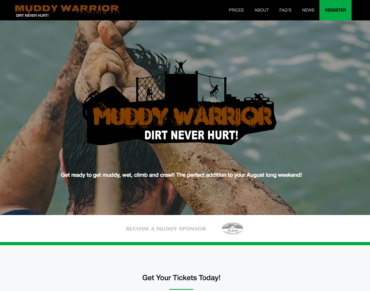 MUDDY WARRIOR
DIRT NEVER HURT!
PRICES
ABOUT
FAQ'S
NEWS
REGISTER
MUDDY WARRIOR
DIRT NEVER HURT!
Get ready to get muddy, wet, climb and crawl! The perfect addition to your August long weekend!
BECOME A MUDDY SPONSOR
Get Your Tickets Today!